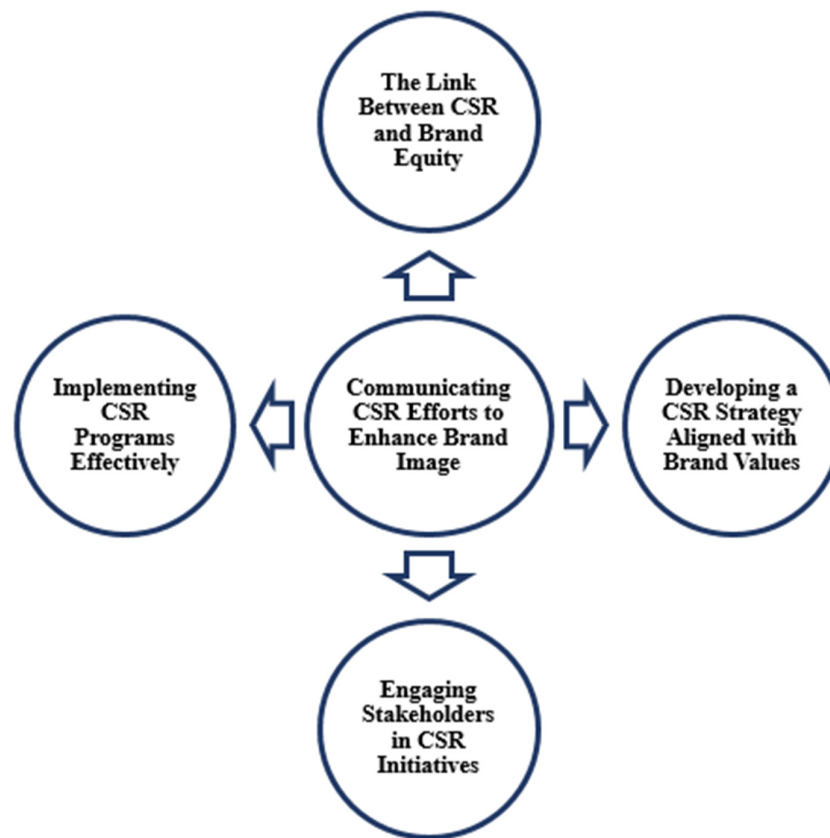 The Link
Between CSR
and Brand
Equity
Implementing
CSR
Programs
Effectively
Communicating
CSR Efforts to
Enhance Brand
Image
Developing a
CSR Strategy
Aligned with
Brand Values
Engaging
Stakeholders
in CSR
Initiatives